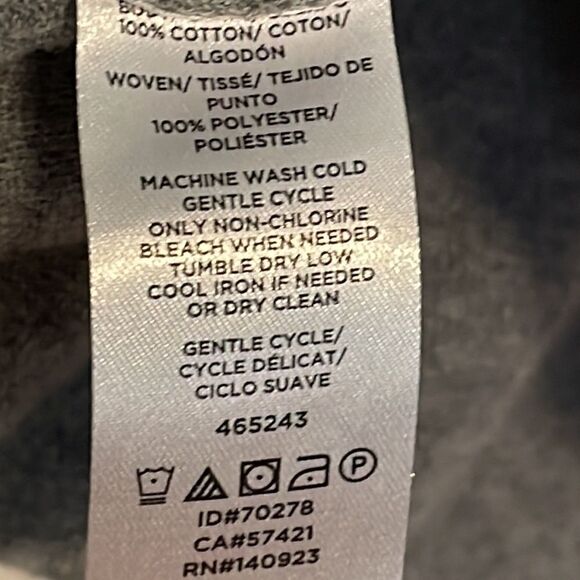 100% COTTON/ COTON/
ALGODÓN
WOVEN/ TISSÉ/ TEJIDO DE
PUNTO
100% POLYESTER/
POLIÉSTER
MACHINE WASH COLD
GENTLE CYCLE
ONLY NON-CHLORINE
BLEACH WHEN NEEDED
TUMBLE DRY LOW
COOL IRON IF NEEDED
OR DRY CLEAN
GENTLE CYCLE/
CYCLE DÉLICAT/
CICLO SUAVE
465243
P
ID#70278
CA#57421
RN#140923